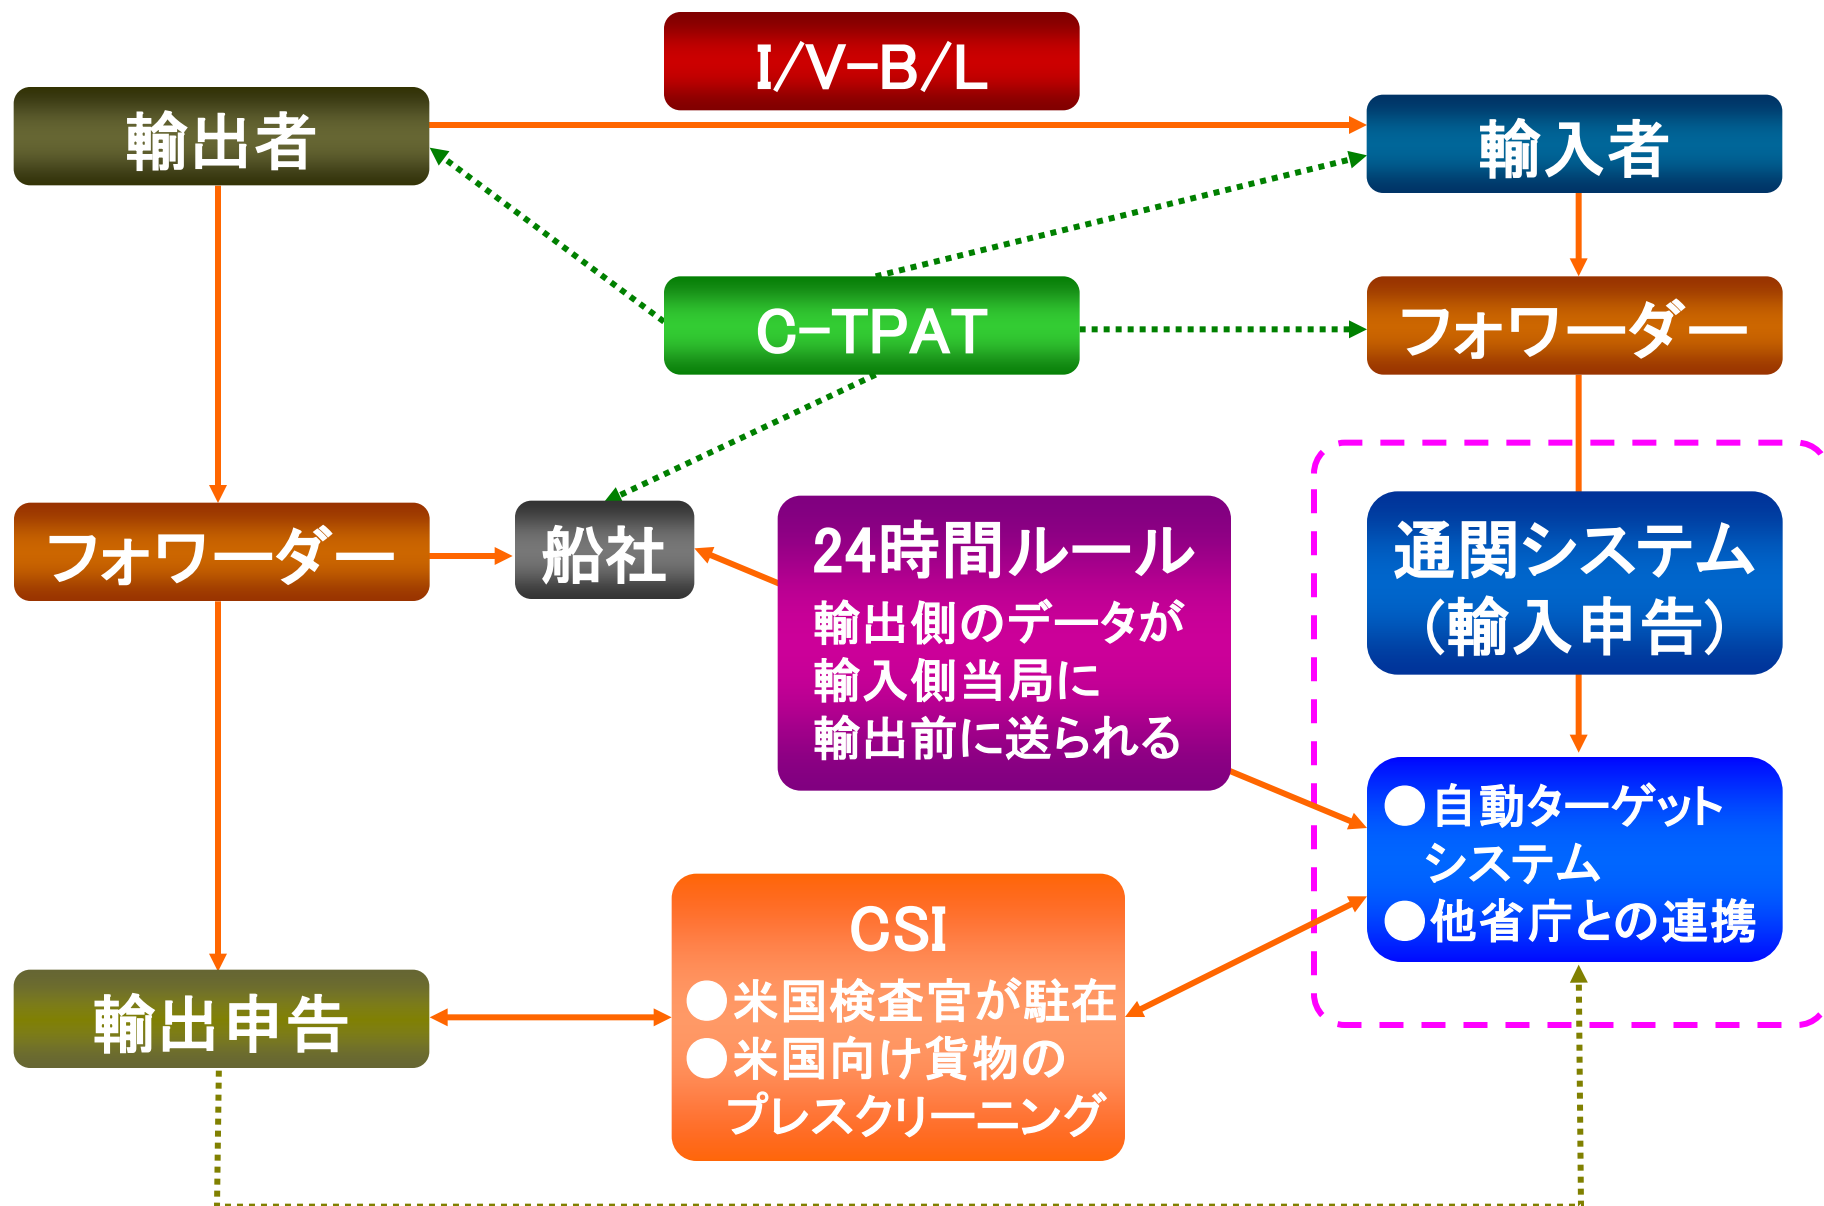 I/V-B/L
輸出者
輸入者
C-TPAT
フォワーダー
フォワーダー
船社
24時間ルール
輸出側のデータが
輸入側当局に
輸出前に送られる
通関システム
(輸入申告)
●自動ターゲット
システム
●他省庁との連携
CSI
●米国検査官が駐在
●米国向け貨物の
プレスクリーニング
輸出申告